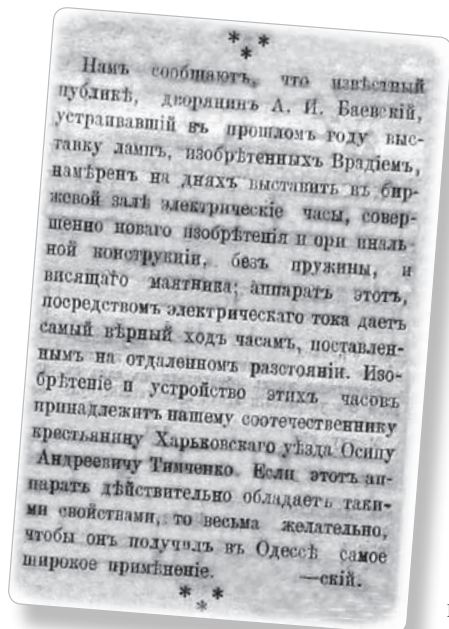 * * *
Намъ сообщаютъ, что извѣстный
публикѣ, дворянинъ А. И. Баевскій,
устраивавшій въ прошломъ году выс-
тавку лампъ, изобрѣтенныхъ Врадіемъ,
намѣренъ на дняхъ выставить въ бир-
жевой залѣ электрическіе часы, совер-
шенно новаго изобрѣтенія и ори иналь-
ной конструкціи, безъ пружины, и
висящаго маятника; аппаратъ этотъ,
посредствомъ электрическаго тока даетъ
самый вѣрный ходъ часамъ, поставлен-
нымъ на отдаленномъ разстояніи. Изо-
брѣтеніе и устройство этихъ часовъ
принадлежитъ нашему соотечественнику
крестьянину Харьковскаго уѣзда Осипу
Андреевичу Тимченко. Если этотъ ап-
паратъ дѣйствительно обладаетъ таки-
ми свойствами, то весьма желательно,
чтобы онъ получилъ въ Одессѣ самое
широкое примѣненіе. —скій.
* * *